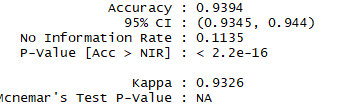 Accuracy : 0.9394
95% CI : (0.9345, 0.944)
No Information Rate : 0.1135
P-Value [Acc > NIR] : < 2.2e-16
Kappa : 0.9326
Mcnemar's Test P-Value : NA